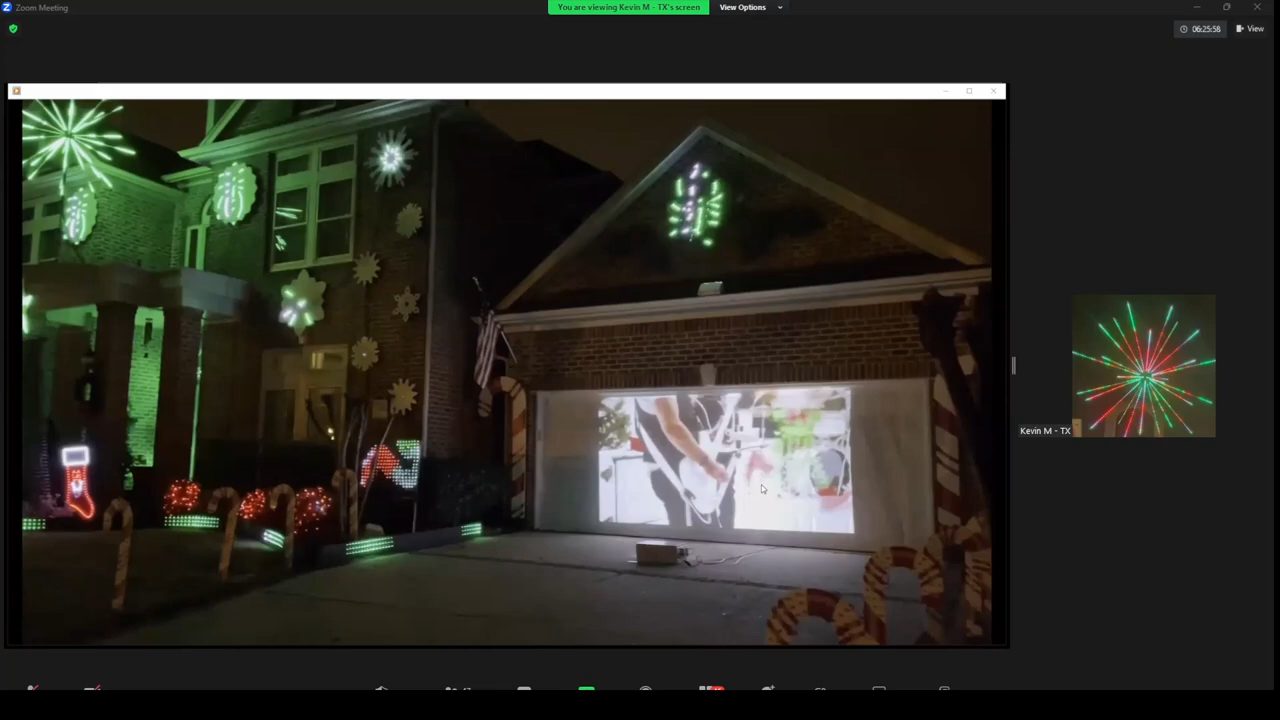 Zoom Meeting
You are viewing Kevin M - TX's screen
View Options
06:25:58
View
Kevin M - TX